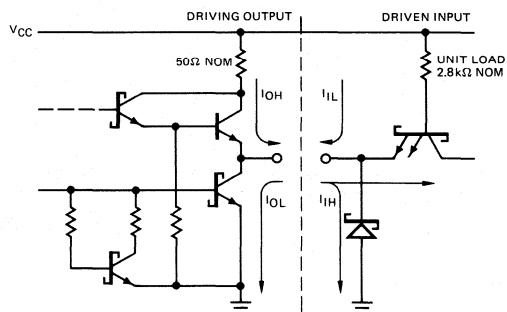 DRIVING OUTPUT
DRIVEN INPUT
VCC
50Ω NOM
UNIT LOAD
2.8kΩ NOM
IOH
IIL
IOL
IIH